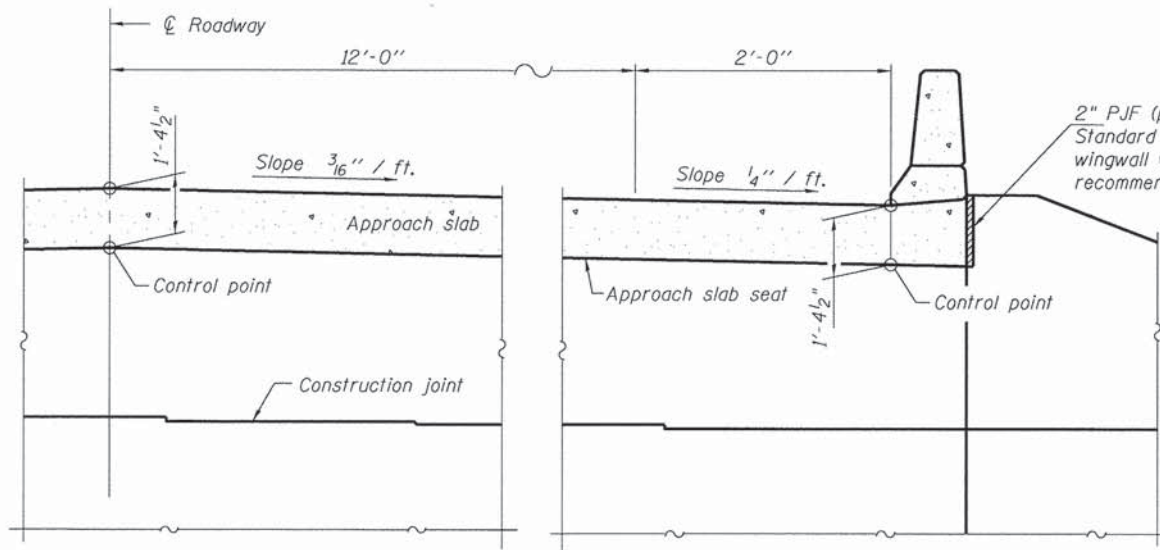 ℄ Roadway
12'-0''
2'-0''
1'-4½''
Slope 3/16'' / ft.
Slope 1/4'' / ft.
2" PJF
Standard
wingwall
Approach slab
Control point
Approach slab seat
1'-4½''
Control point
Construction joint